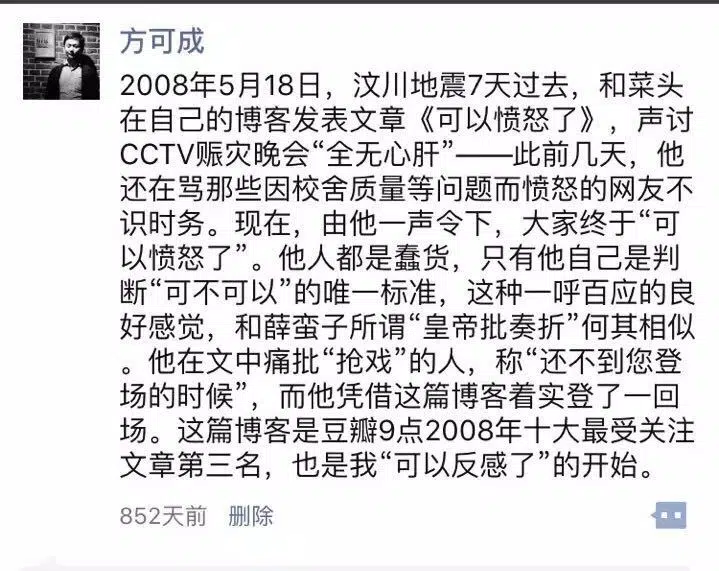 方可成
2008年5月18日，汶川地震7天过去，和菜头
在自己的博客发表文章《可以愤怒了》，声讨
CCTV赈灾晚会“全无心肝”——此前几天，他
还在骂那些因校舍质量等问题而愤怒的网友不
识时务。现在，由他一声令下，大家终于“可
以愤怒了”。他人都是蠢货，只有他自己是判
断“可不可以”的唯一标准，这种一呼百应的良
好感觉，和薛蛮子所谓“皇帝批奏折”何其相似
。他在文中痛批“抢戏”的人，称“还不到您登
场的时候”，而他凭借这篇博客着实登了一回
场。这篇博客是豆瓣9点2008年十大最受关注
文章第三名，也是我“可以反感了”的开始。
852天前 删除